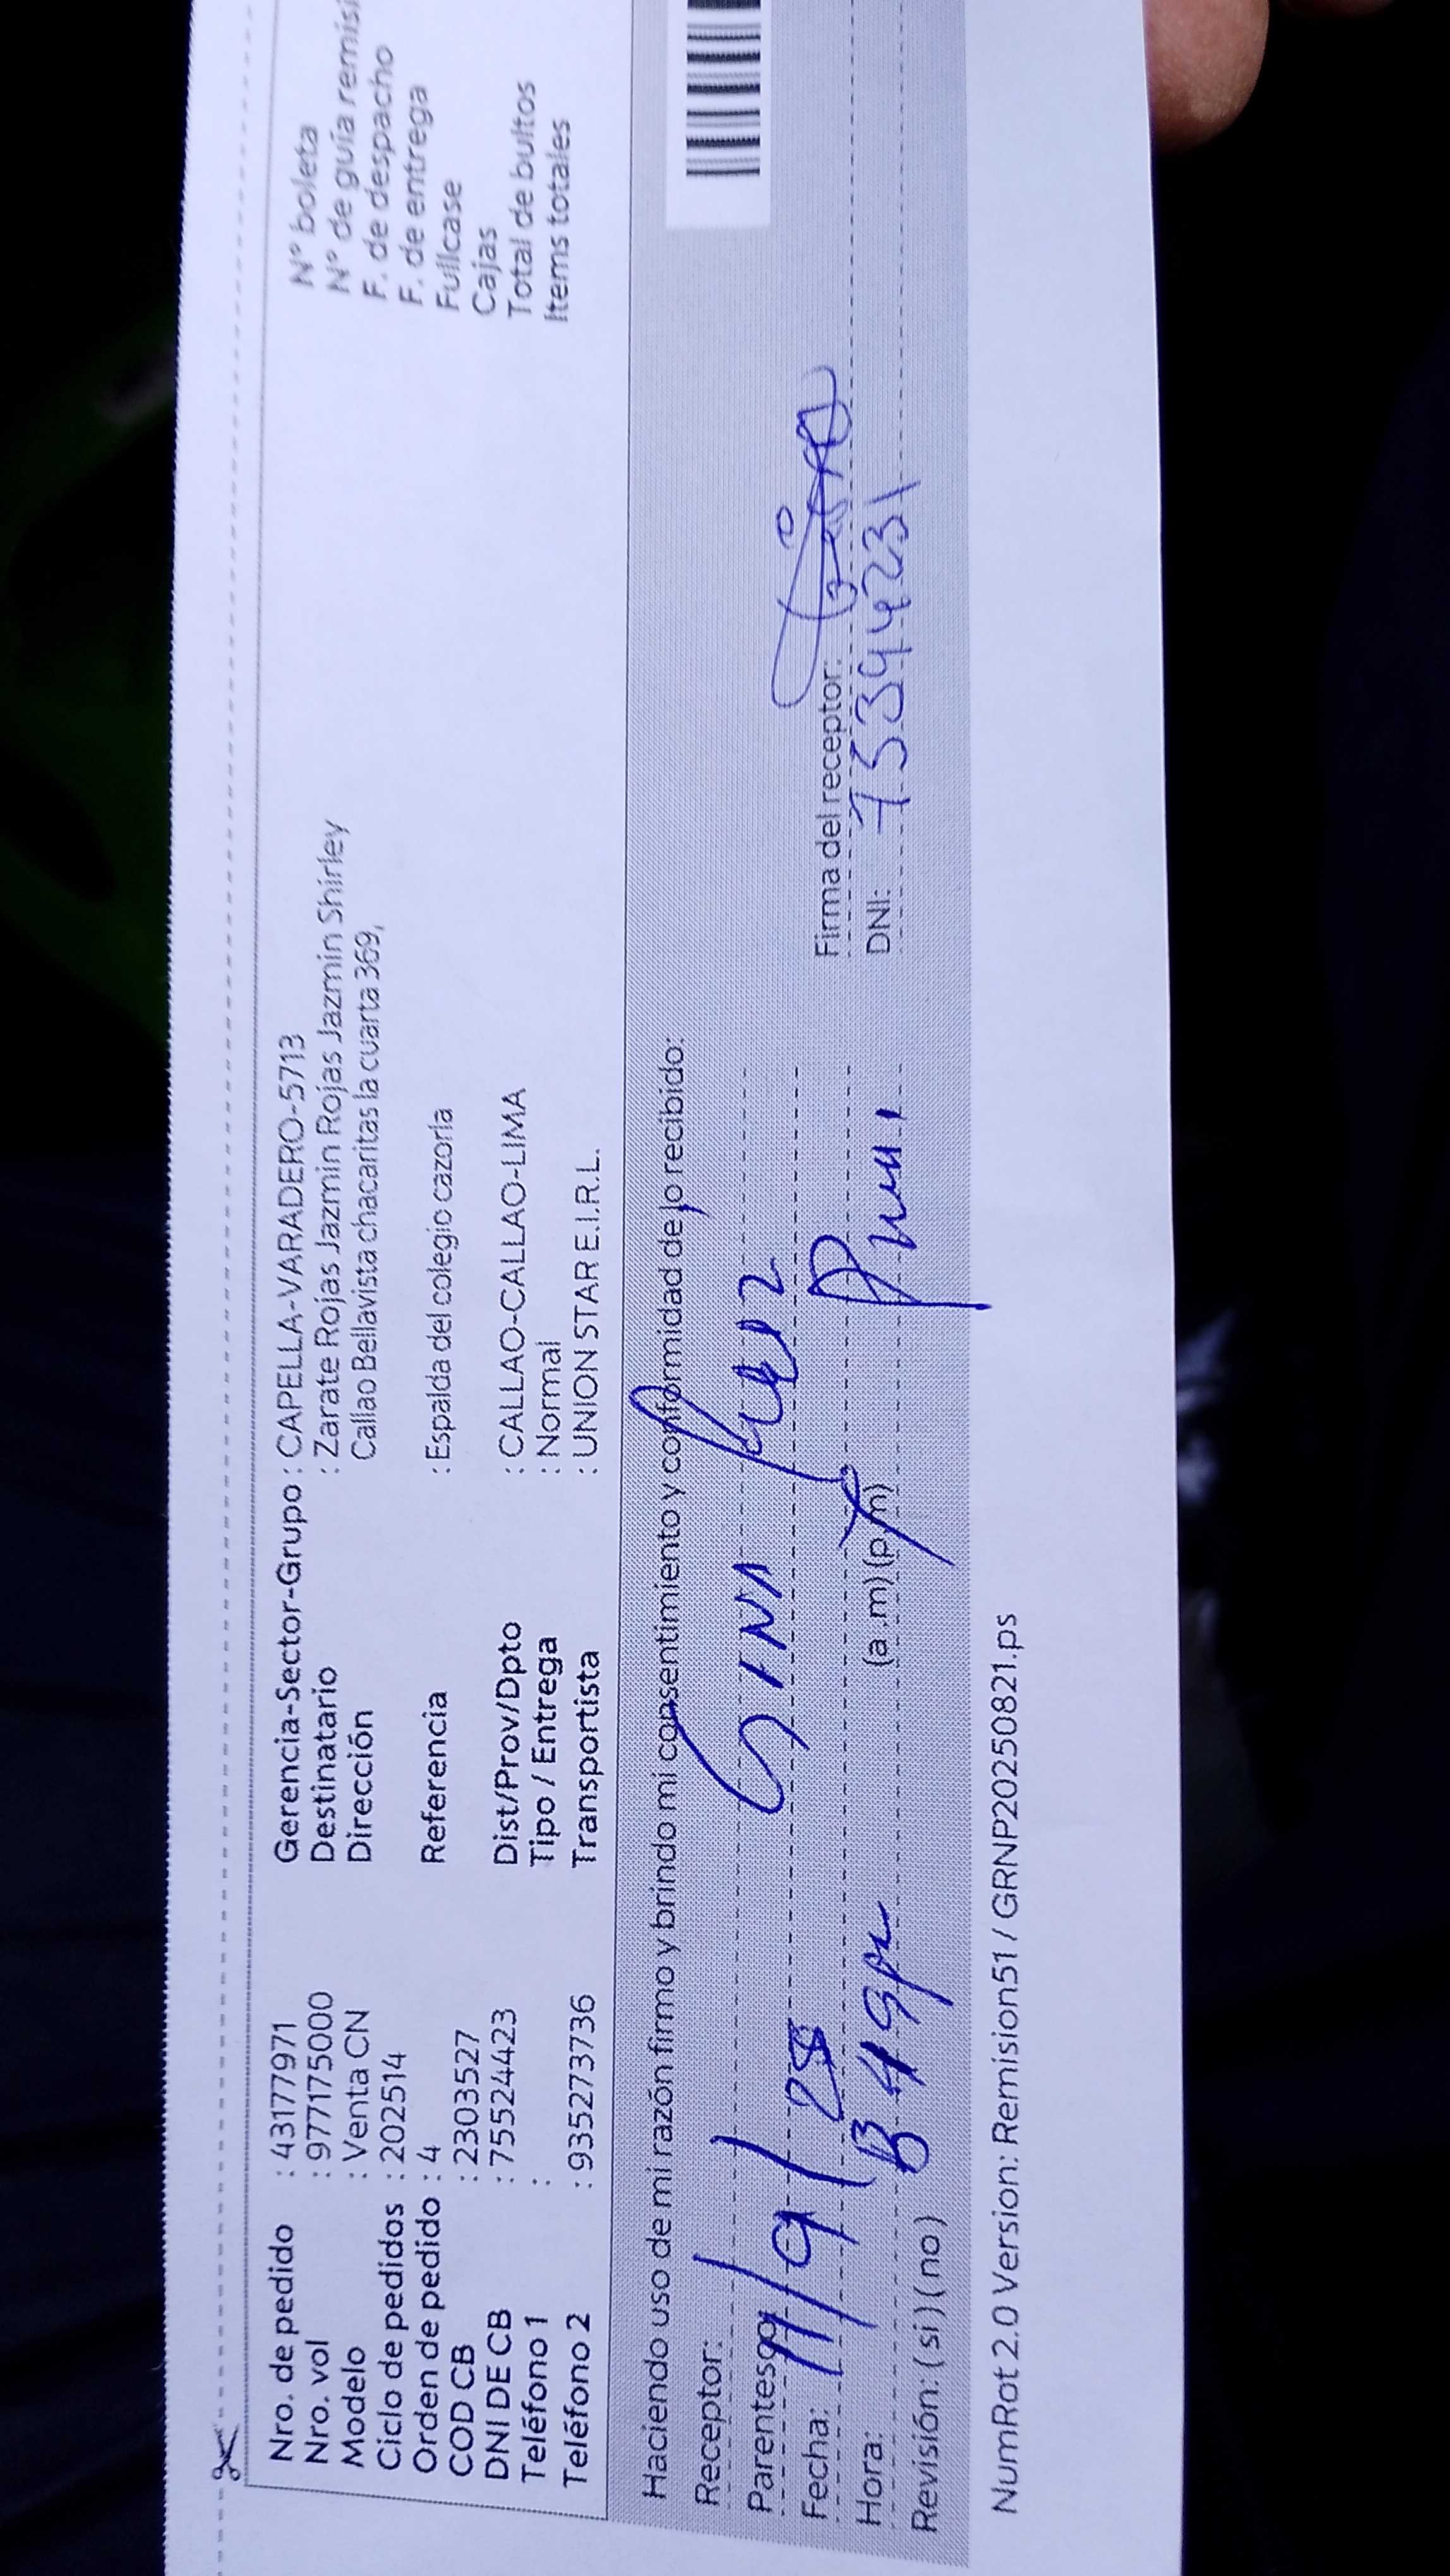 Nro. de pedido : 43177971 Gerencia-Sector-Grupo : CAPELLA-VARADERO-5713 N° boleta
Nro. vol : 977175000 Destinatario : Zarate Rojas Jazmin Rojas Jazmin Shirley N° de guía remisi
Modelo : Venta CN Dirección Callao Bellavista chacaritas la cuarta 369, F. de despacho
Ciclo de pedidos : 202514 F. de entrega
Orden de pedido : 4 Referencia : Espalda del colegio cazorla Fullcase
COD CB : 2303527 Cajas
DNI DE CB : 75524423 Dist/Prov/Dpto : CALLAO-CALLAO-LIMA Total de bultos
Teléfono 1 : Tipo / Entrega : Normal Items totales
Teléfono 2 : 935273736 Transportista : UNION STAR E.I.R.L.
Haciendo uso de mi razón firmo y brindo mi consentimiento y conformidad de lo recibido:
Receptor:
Parentesco:
Fecha: 11/9/25 Firma del receptor:
Hora: (a .m) (p .m) DNI: 75394231
Revisión: (si) (no)
NumRot 2.0 Version: Remision51 / GRNP20250821.ps